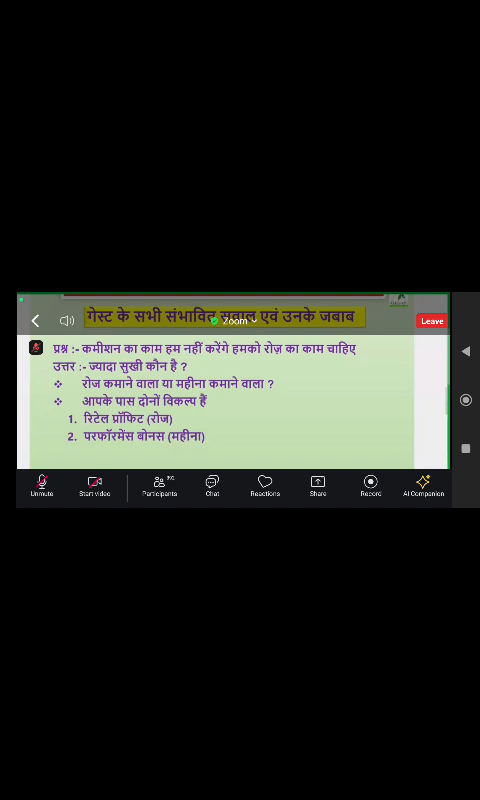 गेस्ट के सभी संभावित सवाल एवं उनके जबाब
Zoom
Leave
प्रश्न :- कमीशन का काम हम नहीं करेंगे हमको रोज़ का काम चाहिए
उत्तर :- ज्यादा सुखी कौन है ?
❖ रोज कमाने वाला या महीना कमाने वाला ?
❖ आपके पास दोनों विकल्प हैं
1. रिटेल प्रॉफिट (रोज)
2. परफॉरमेंस बोनस (महीना)
Unmute Start video Participants Chat Reactions Share Record AI Companion